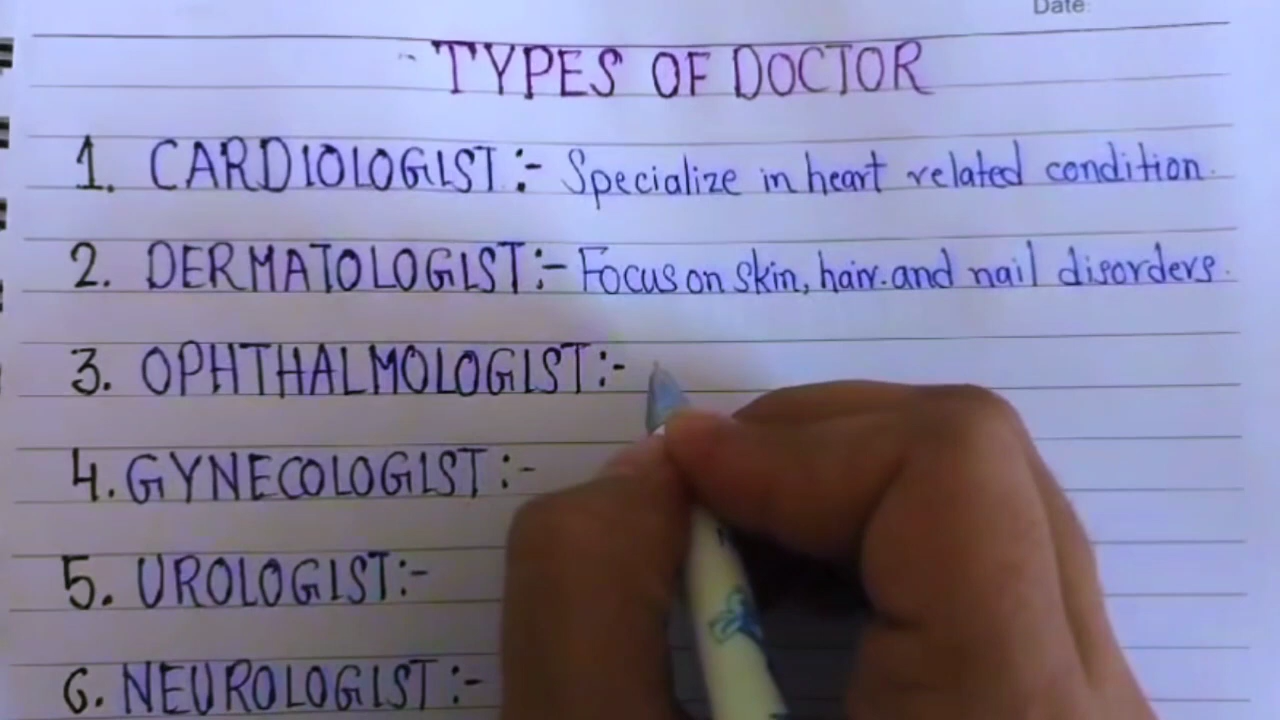 Date:
TYPES OF DOCTOR
1. CARDIOLOGIST :- Specialize in heart related condition.
2. DERMATOLOGIST :- Focus on skin, hair and nail disorders.
3. OPHTHALMOLOGIST :-
4. GYNECOLOGIST :-
5. UROLOGIST :-
6. NEUROLOGIST :-